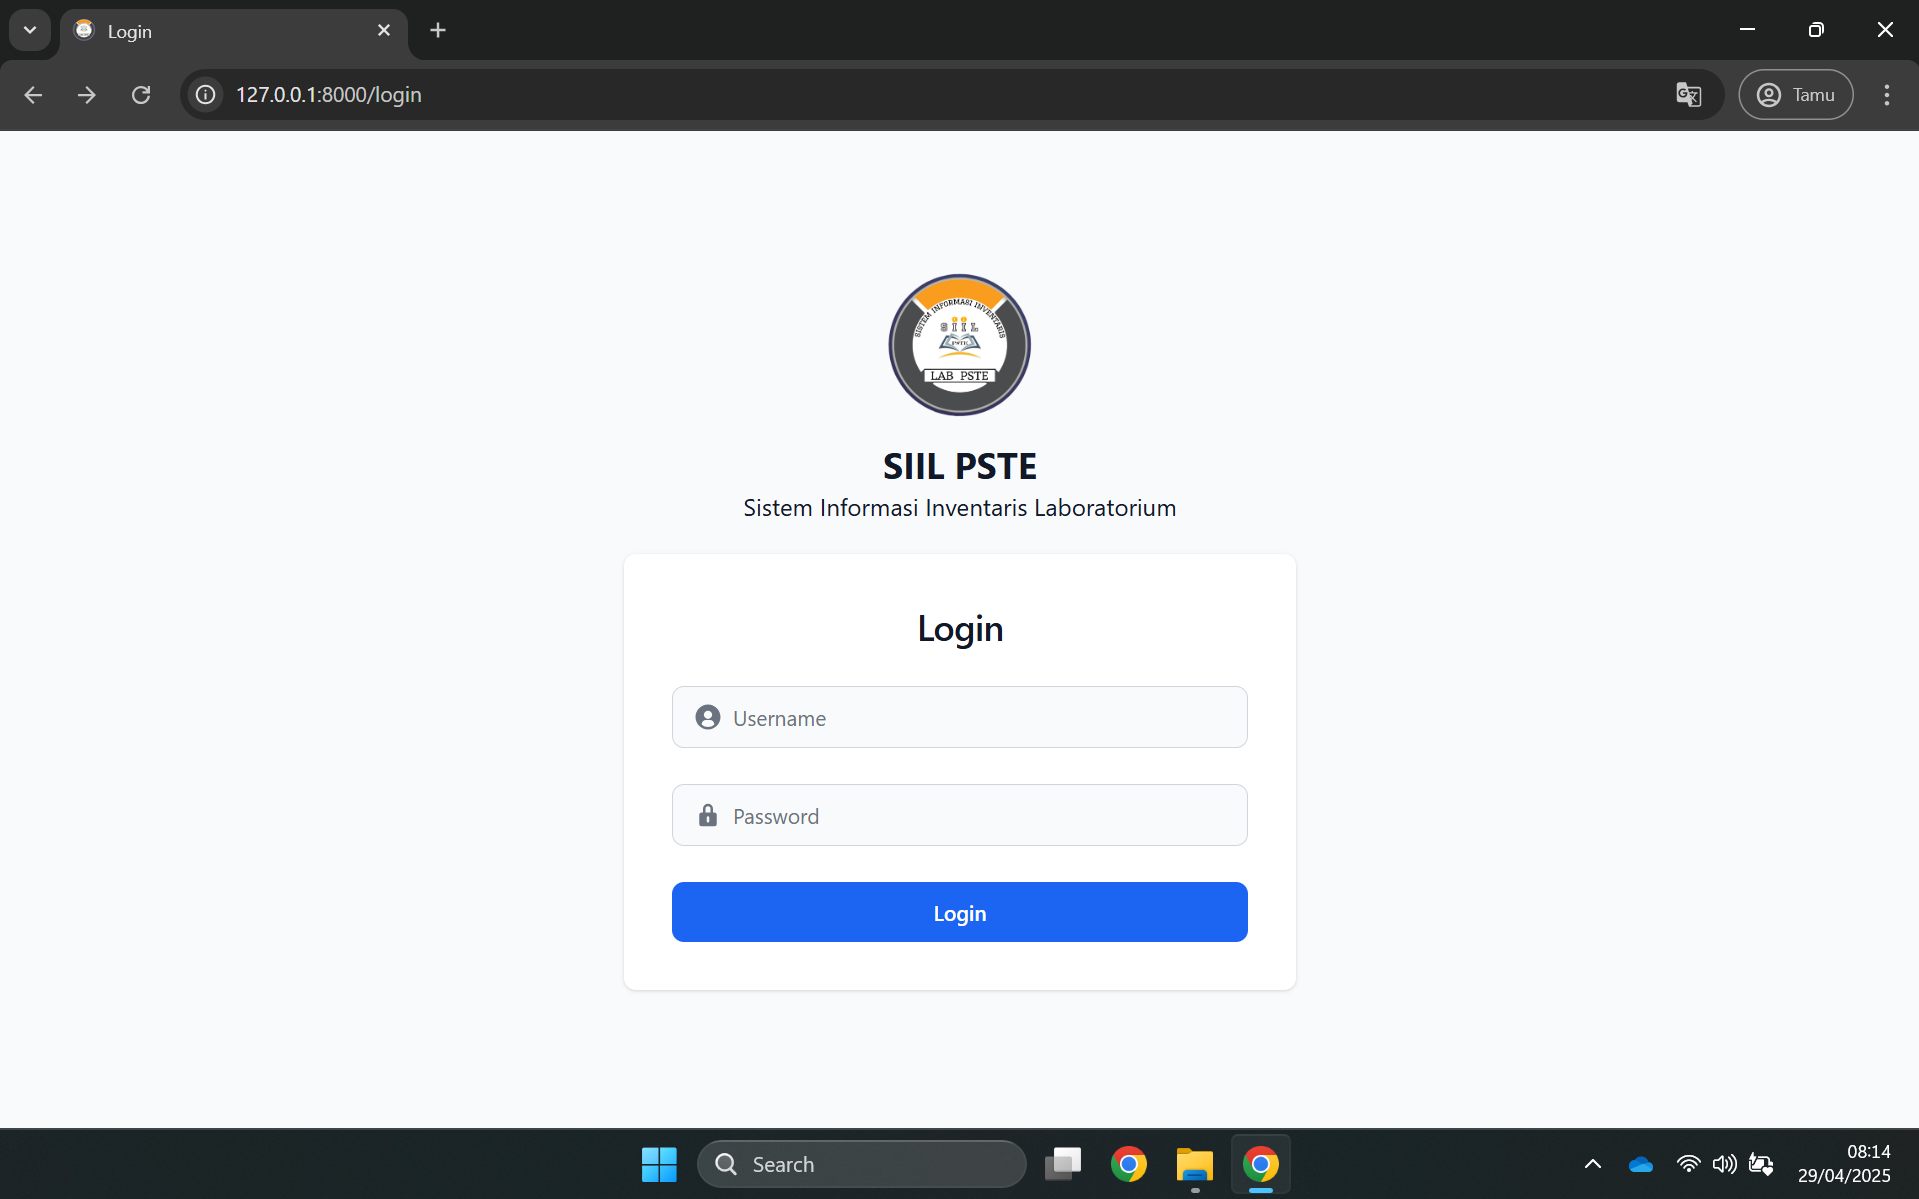 Login
127.0.0.1:8000/login
Tamu
SISTEM INFORMASI INVENTARIS
SIIL
PSTE
LAB PSTE
SIIL PSTE
Sistem Informasi Inventaris Laboratorium
Login
Username
Password
Login
Search
08:14
29/04/2025